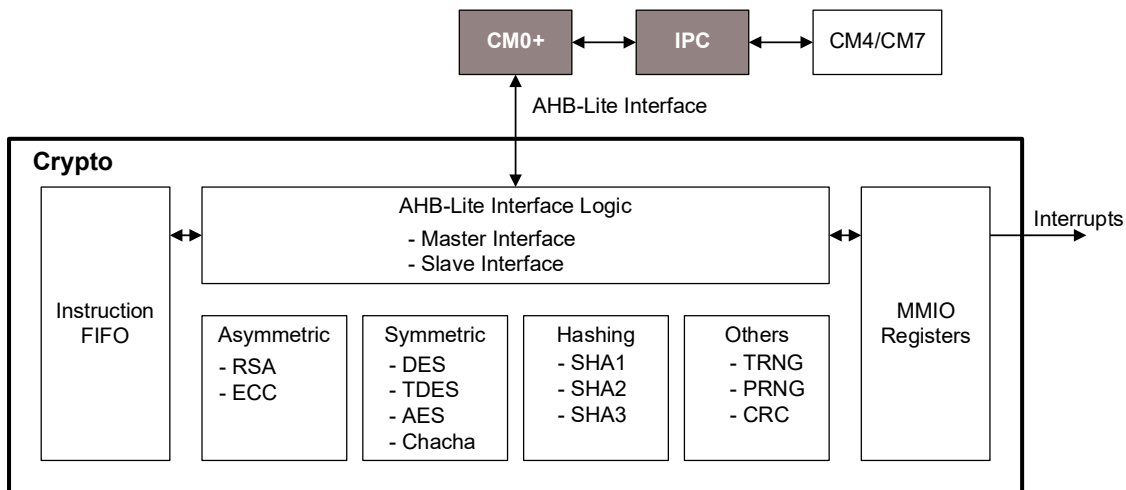 CM0+
IPC
CM4/CM7
AHB-Lite Interface
Crypto
AHB-Lite Interface Logic
- Master Interface
- Slave Interface
Interrupts
Instruction
FIFO
MMIO
Registers
Asymmetric
- RSA
- ECC
Symmetric
- DES
- TDES
- AES
- Chacha
Hashing
- SHA1
- SHA2
- SHA3
Others
- TRNG
- PRNG
- CRC